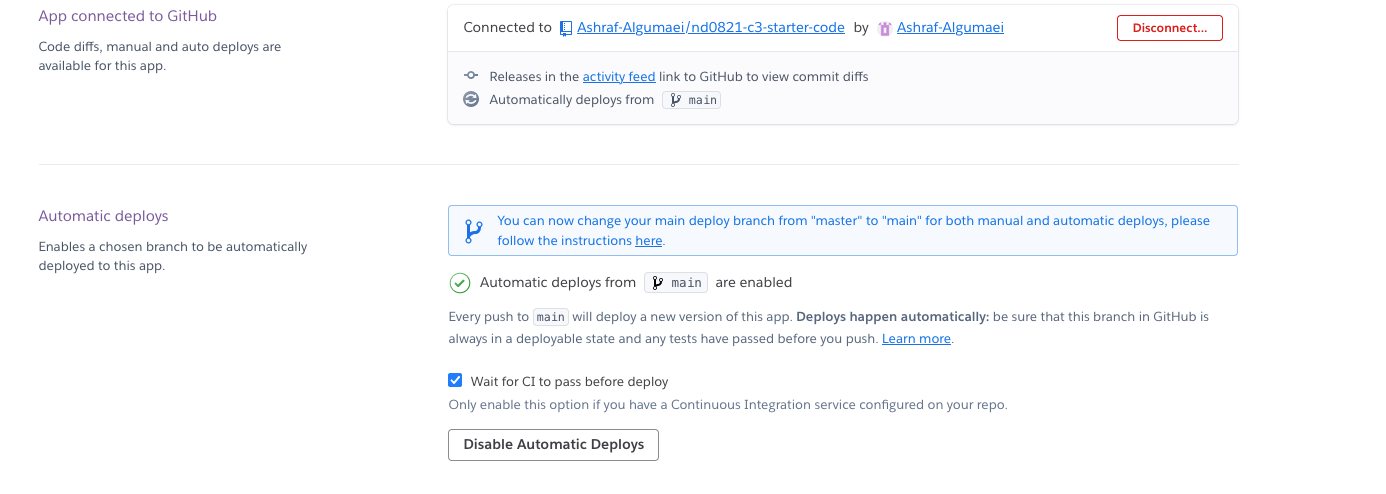 App connected to GitHub
Code diffs, manual and auto deploys are
available for this app.
Connected to Ashraf-Algumaei/nd0821-c3-starter-code by Ashraf-Algumaei
Disconnect...
Releases in the activity feed link to GitHub to view commit diffs
Automatically deploys from main
Automatic deploys
Enables a chosen branch to be automatically
deployed to this app.
You can now change your main deploy branch from "master" to "main" for both manual and automatic deploys, please
follow the instructions here.
Automatic deploys from main are enabled
Every push to main will deploy a new version of this app. Deploys happen automatically: be sure that this branch in GitHub is
always in a deployable state and any tests have passed before you push. Learn more.
Wait for CI to pass before deploy
Only enable this option if you have a Continuous Integration service configured on your repo.
Disable Automatic Deploys